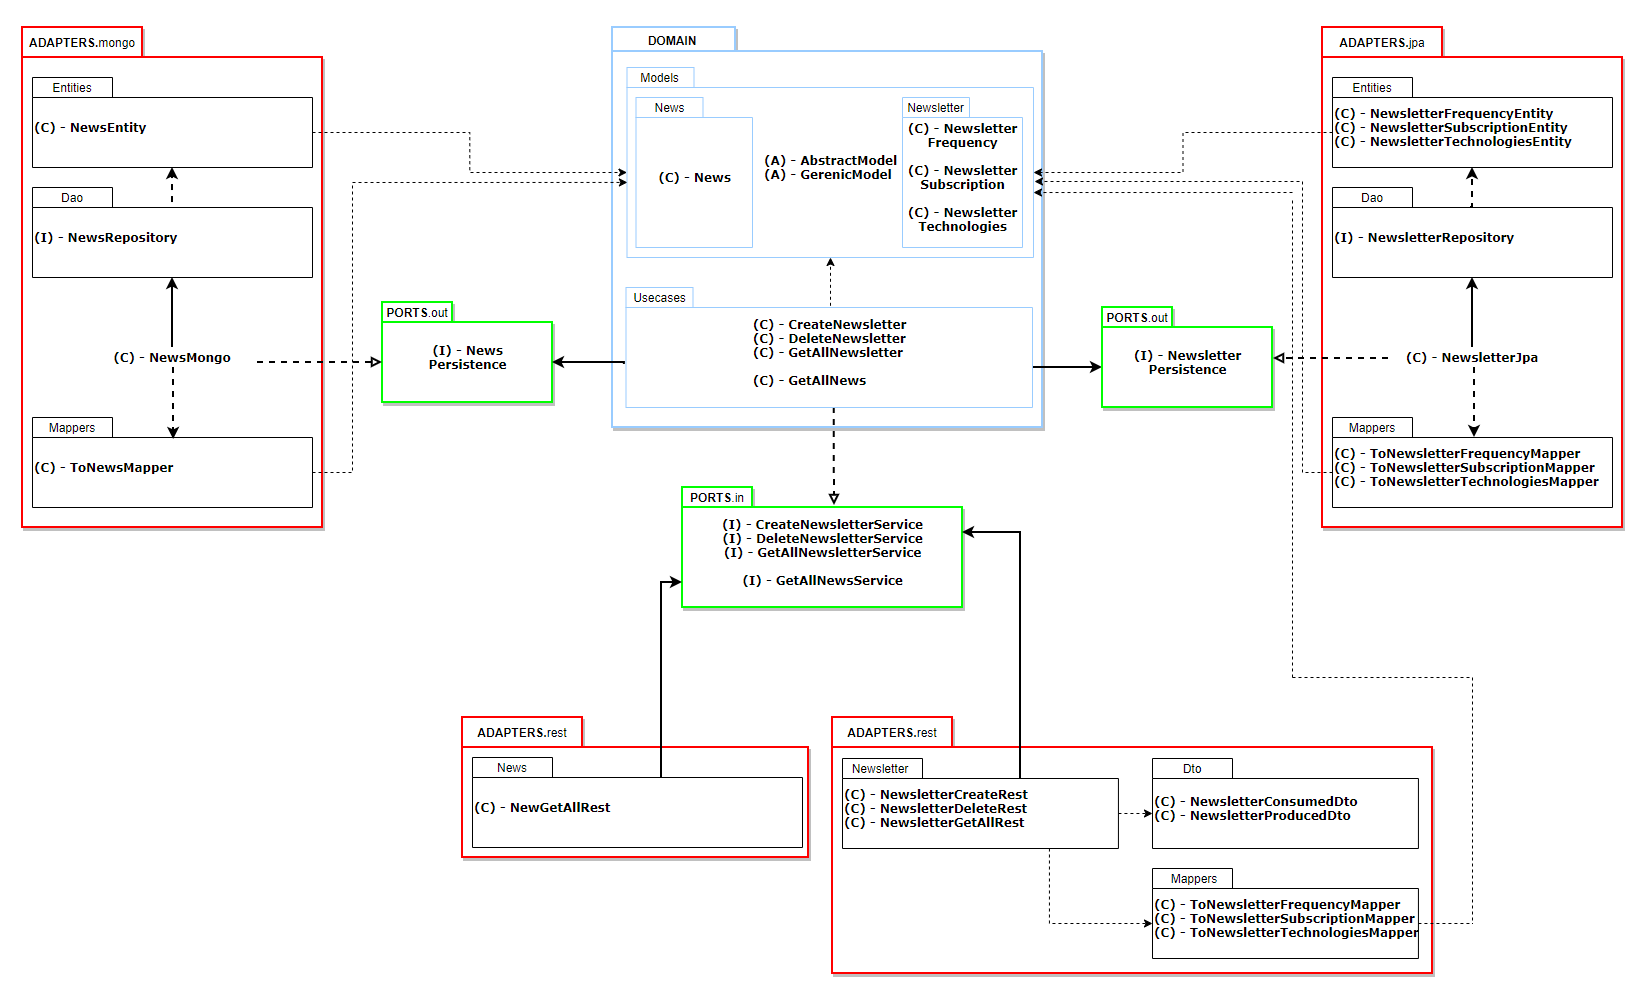 ADAPTERS.mongo
Entities
(C) - NewsEntity
Dao
(I) - NewsRepository
(C) - NewsMongo
Mappers
(C) - ToNewsMapper
PORTS.out
(I) - News
Persistence
DOMAIN
Models
News
(C) - News
(A) - AbstractModel
(A) - GerenicModel
Newsletter
(C) - Newsletter
Frequency
(C) - Newsletter
Subscription
(C) - Newsletter
Technologies
Usecases
(C) - CreateNewsletter
(C) - DeleteNewsletter
(C) - GetAllNewsletter
(C) - GetAllNews
PORTS.out
(I) - Newsletter
Persistence
ADAPTERS.jpa
Entities
(C) - NewsletterFrequencyEntity
(C) - NewsletterSubscriptionEntity
(C) - NewsletterTechnologiesEntity
Dao
(I) - NewsletterRepository
(C) - NewsletterJpa
Mappers
(C) - ToNewsletterFrequencyMapper
(C) - ToNewsletterSubscriptionMapper
(C) - ToNewsletterTechnologiesMapper
PORTS.in
(I) - CreateNewsletterService
(I) - DeleteNewsletterService
(I) - GetAllNewsletterService
(I) - GetAllNewsService
ADAPTERS.rest
News
(C) - NewGetAllRest
ADAPTERS.rest
Newsletter
(C) - NewsletterCreateRest
(C) - NewsletterDeleteRest
(C) - NewsletterGetAllRest
Dto
(C) - NewsletterConsumedDto
(C) - NewsletterProducedDto
Mappers
(C) - ToNewsletterFrequencyMapper
(C) - ToNewsletterSubscriptionMapper
(C) - ToNewsletterTechnologiesMapper